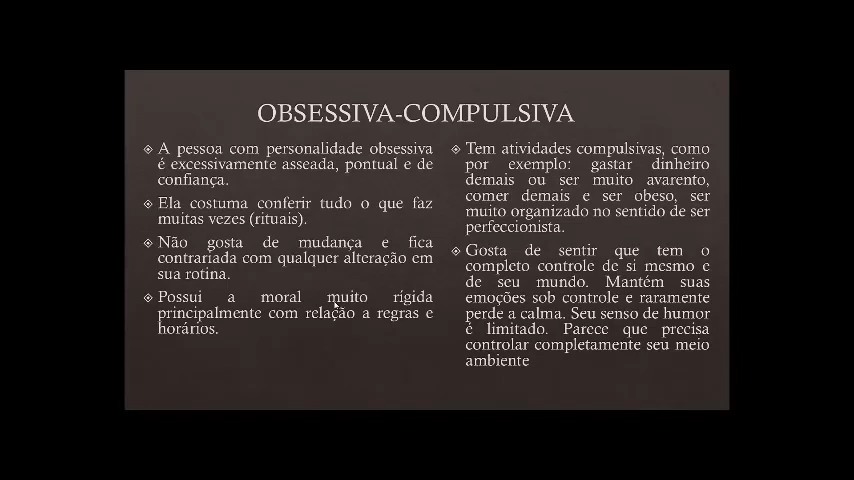 OBSESSIVA-COMPULSIVA
A pessoa com personalidade obsessiva
é excessivamente asseada, pontual e de
confiança.
Ela costuma conferir tudo o que faz
muitas vezes (rituais).
Não gosta de mudança e fica
contrariada com qualquer alteração em
sua rotina.
Possui a moral muito rígida
principalmente com relação a regras e
horários.
Tem atividades compulsivas, como
por exemplo: gastar dinheiro
demais ou ser muito avarento,
comer demais e ser obeso, ser
muito organizado no sentido de ser
perfeccionista.
Gosta de sentir que tem o
completo controle de si mesmo e
de seu mundo. Mantém suas
emoções sob controle e raramente
perde a calma. Seu senso de humor
é limitado. Parece que precisa
controlar completamente seu meio
ambiente